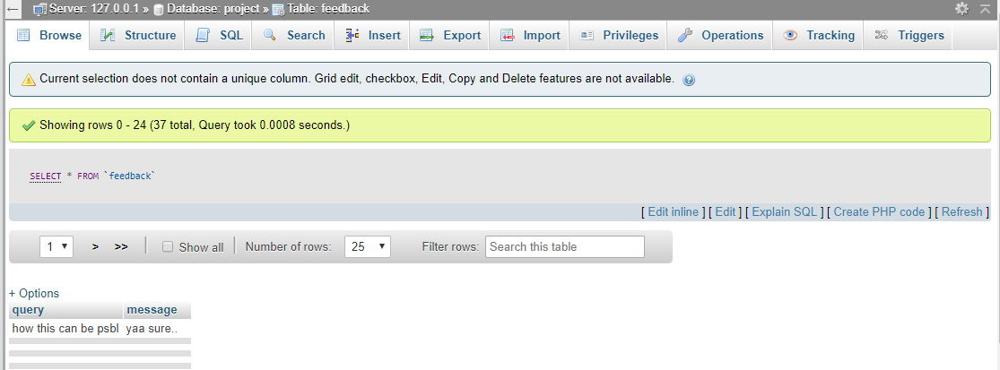 Server: 127.0.0.1 » Database: project » Table: feedback
Browse Structure SQL Search Insert Export Import Privileges Operations Tracking Triggers
Current selection does not contain a unique column. Grid edit, checkbox, Edit, Copy and Delete features are not available.
Showing rows 0 - 24 (37 total, Query took 0.0008 seconds.)
SELECT * FROM `feedback`
[ Edit inline ] [ Edit ] [ Explain SQL ] [ Create PHP code ] [ Refresh ]
1 > >> Show all Number of rows: 25 Filter rows: Search this table
+ Options
query message
how this can be psbl yaa sure..